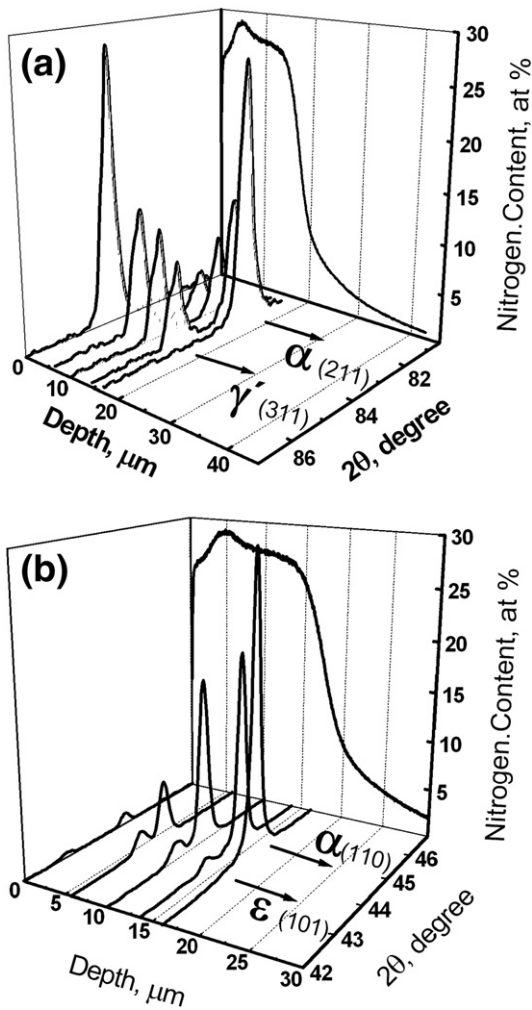 (a)
30
25
20
15
10
5
Nitrogen.Content, at %
0
10
20
30
40
Depth, μm
86
84
82
2θ, degree
α (211)
γ′ (311)
(b)
30
25
20
15
10
5
Nitrogen.Content, at %
0
5
10
15
20
25
30
Depth, μm
42
43
44
45
46
2θ, degree
α (110)
ε (101)